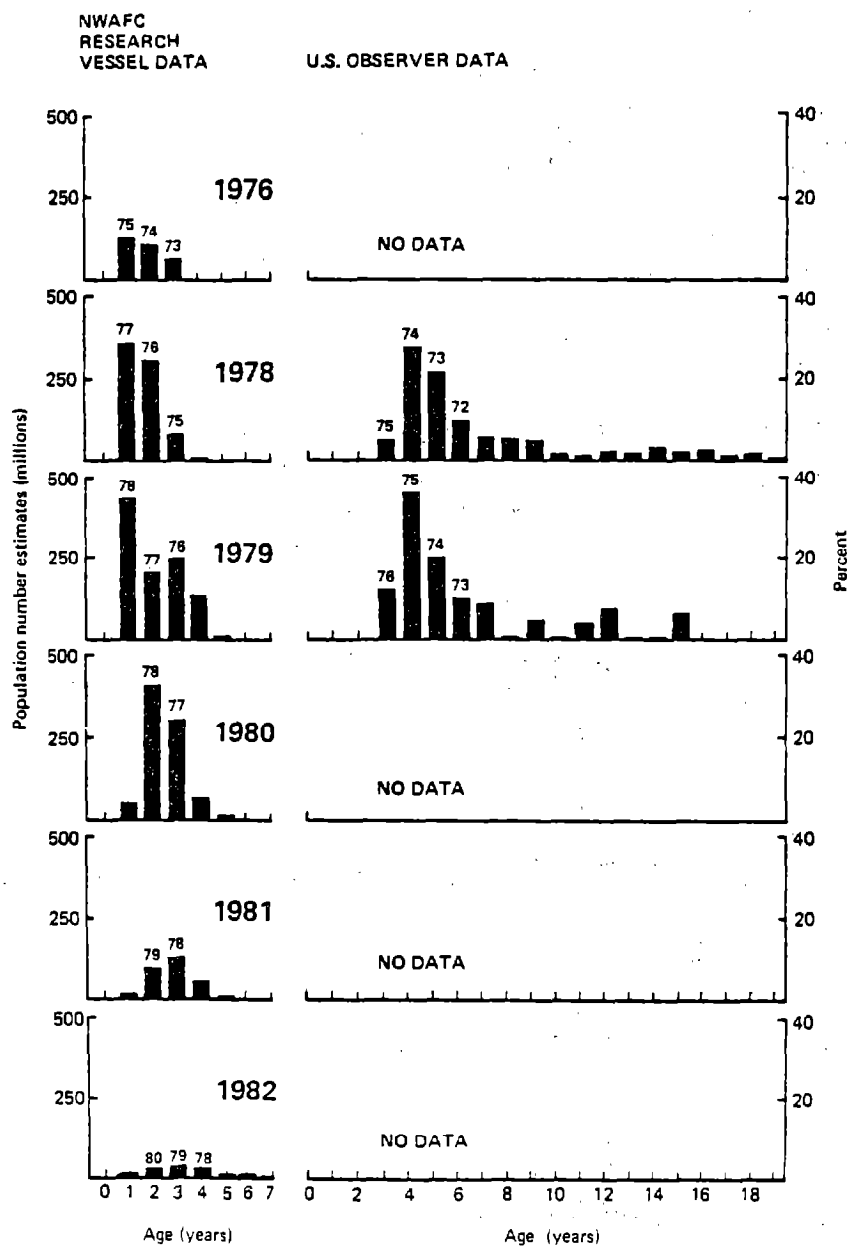 NWAFC
RESEARCH
VESSEL DATA
U.S. OBSERVER DATA
Population number estimates (millions)
Percent
500
250
1976
75 74 73
NO DATA
40
20
500
250
1978
77 76 75
75 74 73 72
40
20
500
250
1979
78 77 76
76 75 74 73
40
20
500
250
1980
78 77
NO DATA
40
20
500
250
1981
79 78
NO DATA
40
20
500
250
1982
80 79 78
NO DATA
40
20
0 1 2 3 4 5 6 7
0 2 4 6 8 10 12 14 16 18
Age (years)
Age (years)